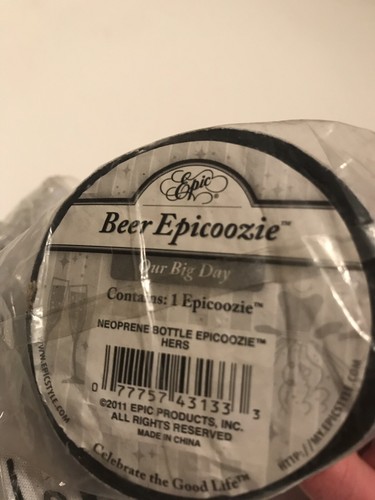 Epic®
Beer Epicoozie™
Our Big Day
Contains: 1 Epicoozie™
NEOPRENE BOTTLE EPICOOZIE™
HERS
0 77757 43133 3
©2011 EPIC PRODUCTS, INC.
ALL RIGHTS RESERVED
MADE IN CHINA
Celebrate the Good Life™
WWW.EPICSTYLE.COM
HTTP://MY.EPICSTYLE.COM